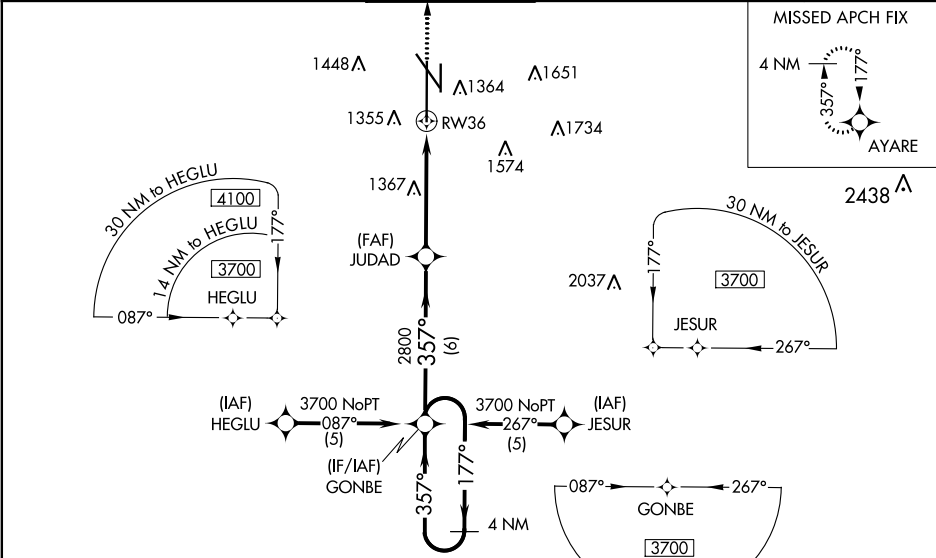 MISSED APCH FIX
4 NM
357°
177°
AYARE
1448
1364
1651
1355
RW36
1734
1574
1367
2438
30 NM to HEGLU
4100
177°
14 NM to HEGLU
3700
HEGLU
087°
(FAF)
JUDAD
30 NM to JESUR
177°
2037
3700
JESUR
267°
2800
357°
(6)
(IAF)
HEGLU
3700 NoPT
087°
(5)
3700 NoPT
267°
(5)
(IAF)
JESUR
(IF/IAF)
GONBE
357°
177°
4 NM
087°
267°
GONBE
3700